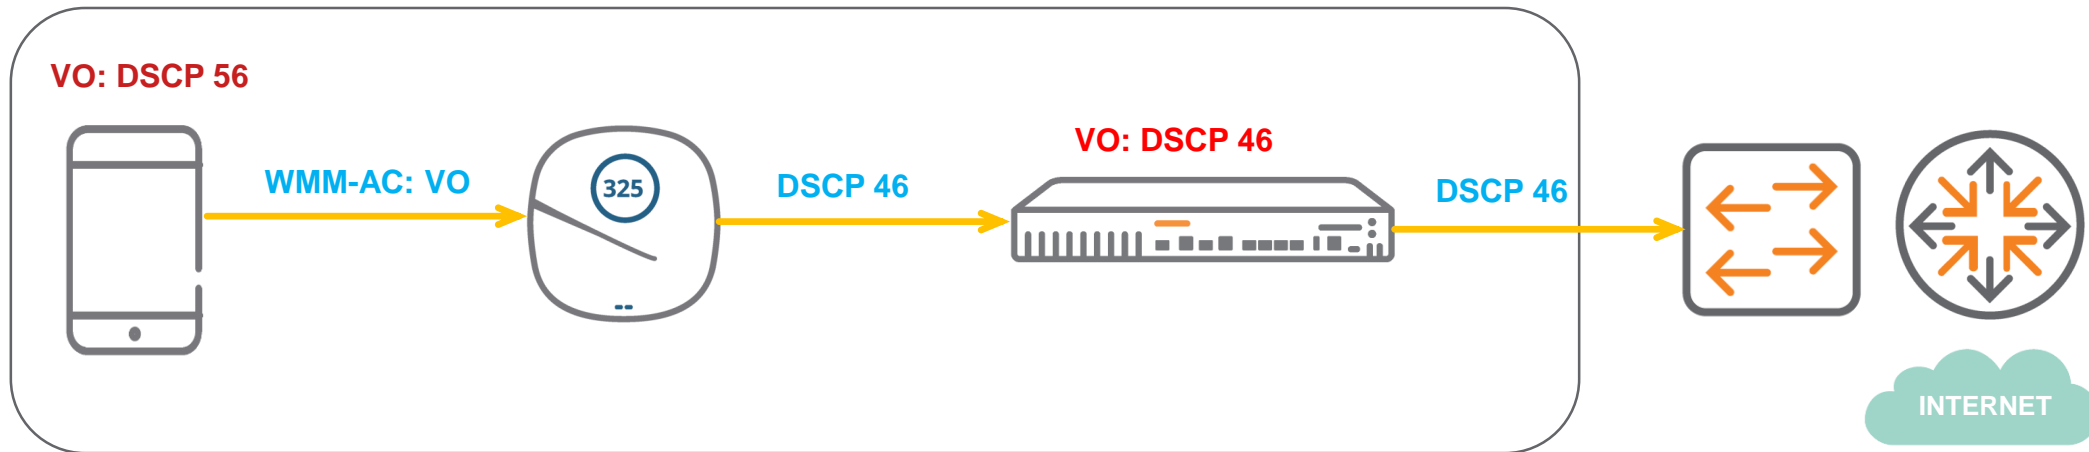 VO: DSCP 56
WMM-AC: VO
325
DSCP 46
VO: DSCP 46
DSCP 46
INTERNET